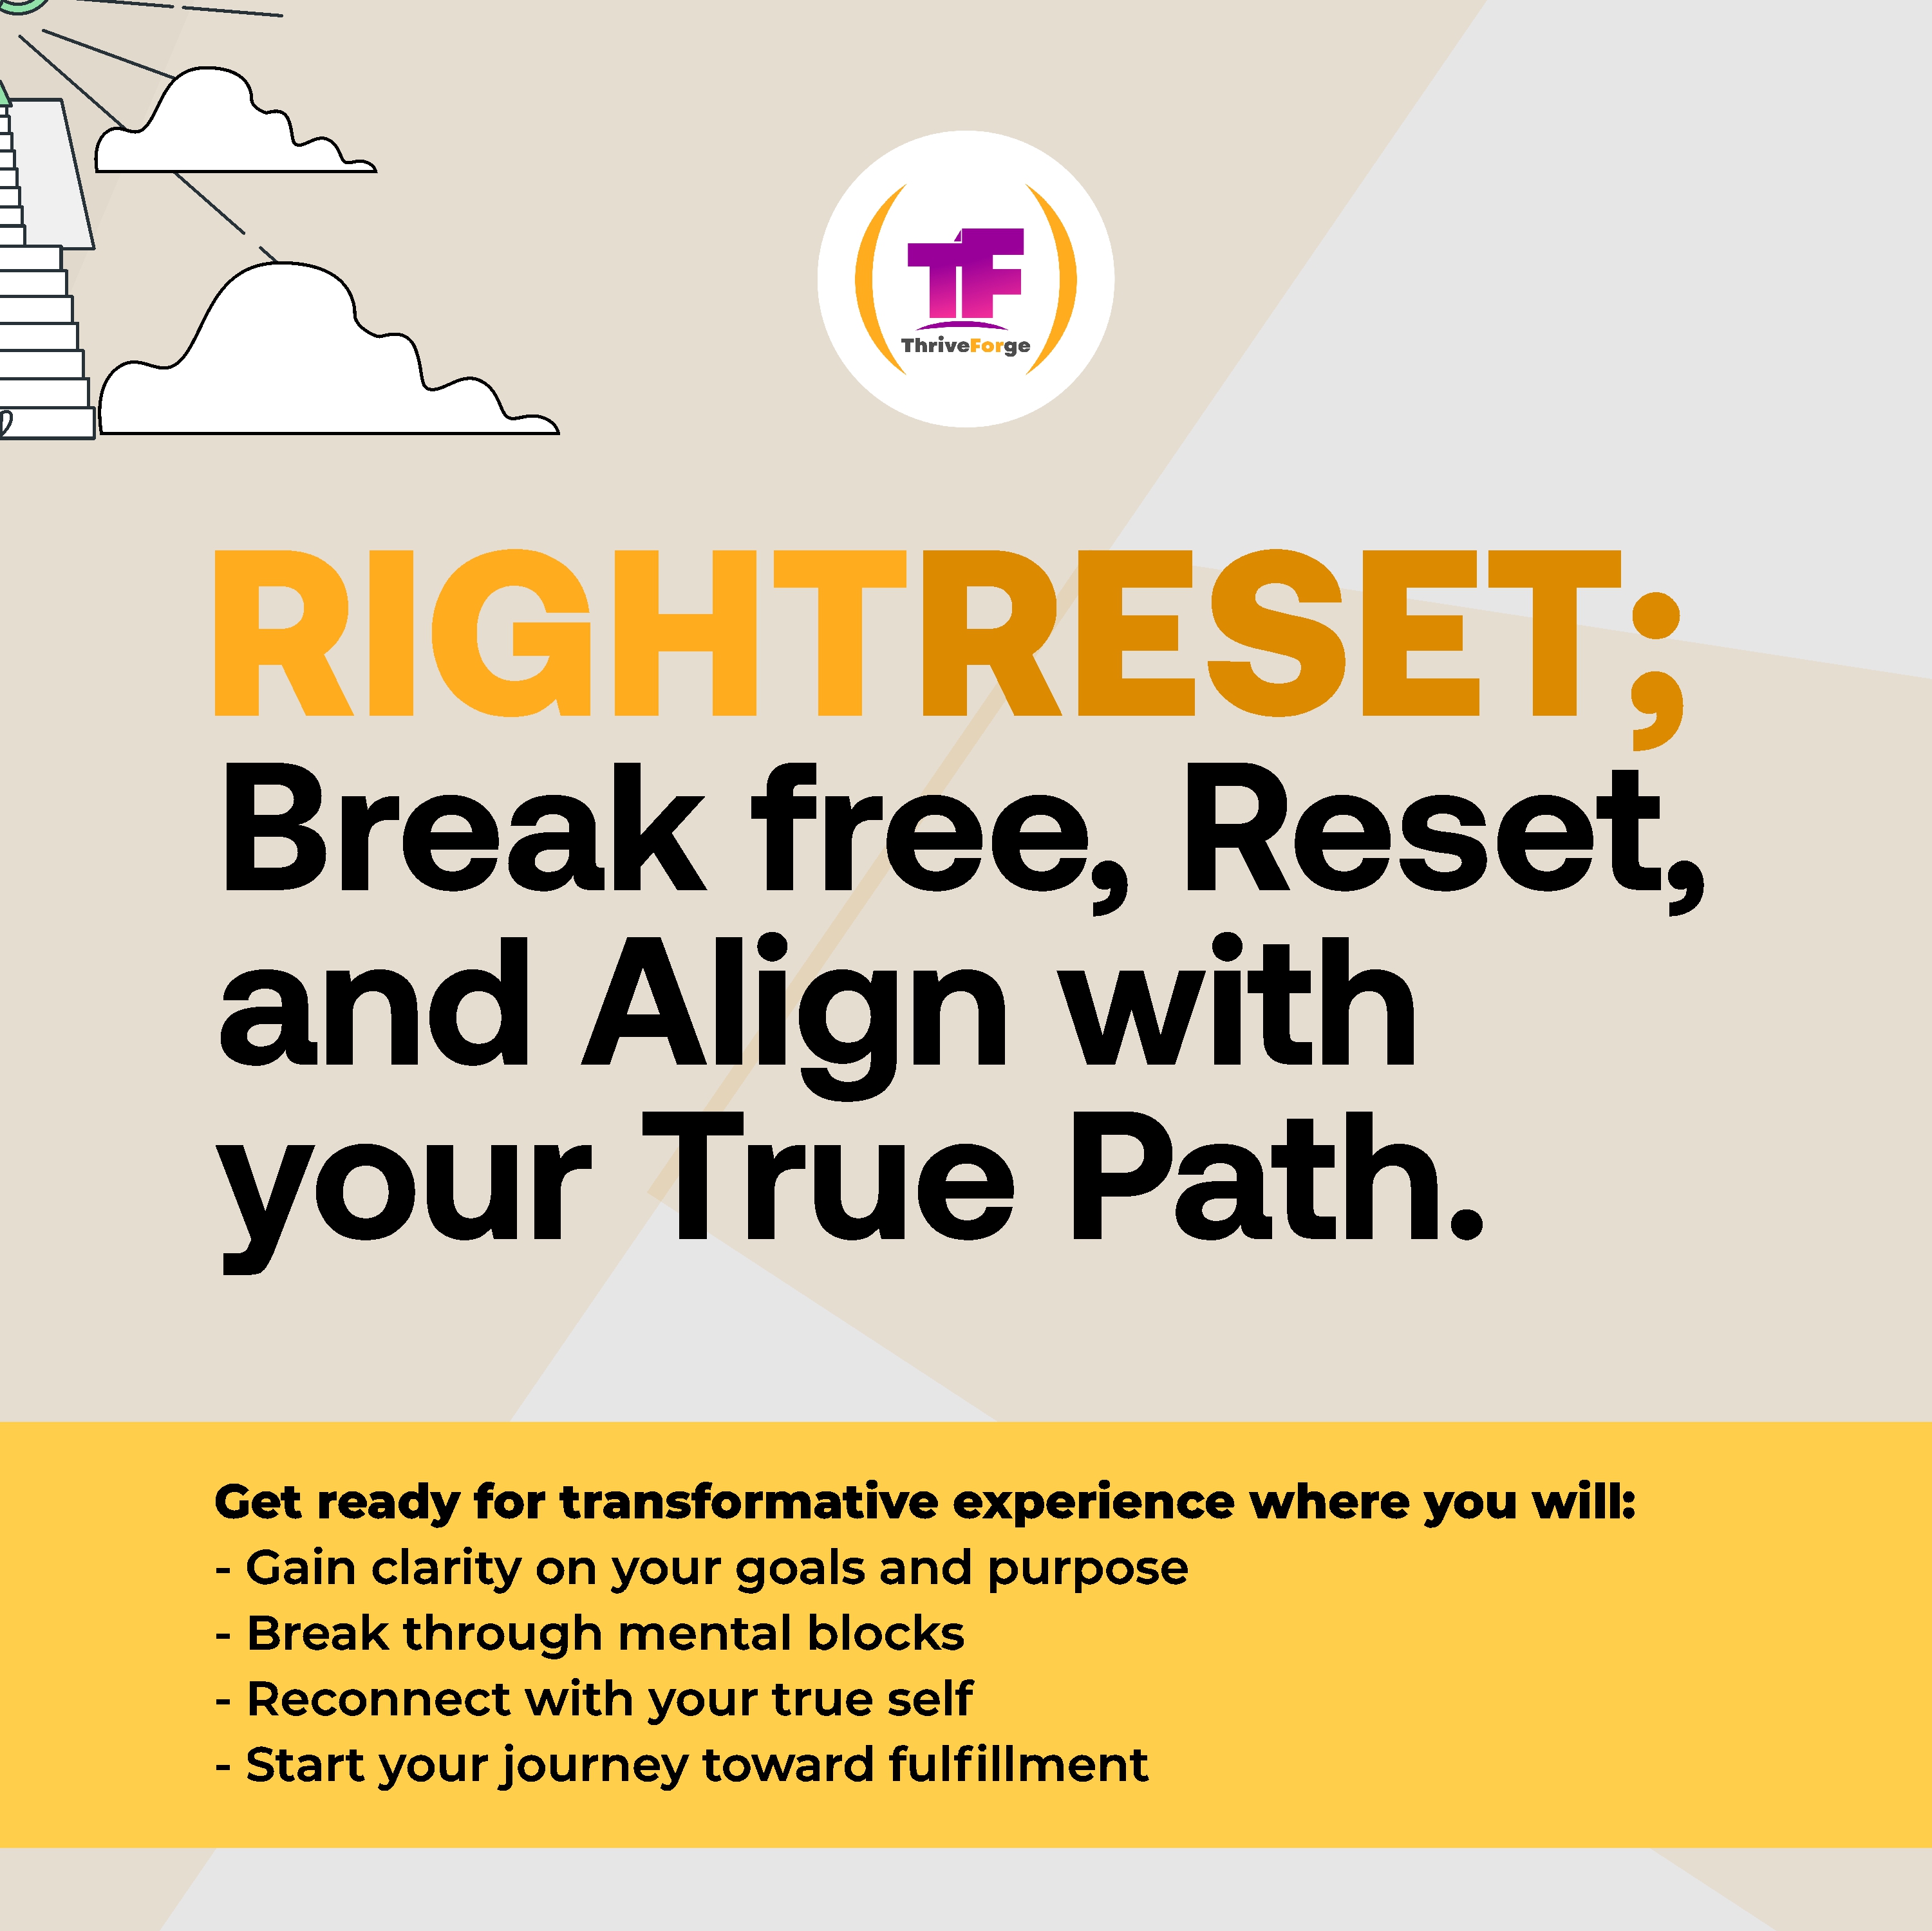 TF
ThriveForge
RIGHTRESET;
Break free, Reset,
and Align with
your True Path.
Get ready for transformative experience where you will:
- Gain clarity on your goals and purpose
- Break through mental blocks
- Reconnect with your true self
- Start your journey toward fulfillment